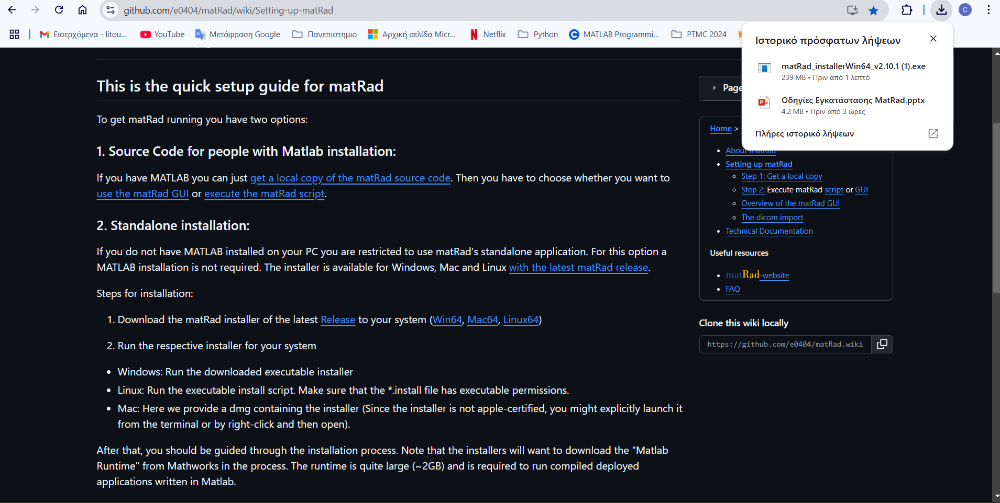 github.com/e0404/matRad/wiki/Setting-up-matRad
C
Εισερχόμενα - litou...
YouTube
Μετάφραση Google
Πανεπιστημιο
Αρχική σελίδα Micr...
Netflix
Python
MATLAB Programmi...
PTMC 2024
Ιστορικό πρόσφατων λήψεων
matRad_installerWin64_v2.10.1 (1).exe
239 MB • Πριν από 1 λεπτό
Οδηγίες Εγκατάστασης MatRad.pptx
4,2 MB • Πριν από 3 ώρες
Πλήρες ιστορικό λήψεων
This is the quick setup guide for matRad
To get matRad running you have two options:
1. Source Code for people with Matlab installation:
If you have MATLAB you can just get a local copy of the matRad source code. Then you have to choose whether you want to
use the matRad GUI or execute the matRad script.
2. Standalone installation:
If you do not have MATLAB installed on your PC you are restricted to use matRad's standalone application. For this option a
MATLAB installation is not required. The installer is available for Windows, Mac and Linux with the latest matRad release.
Steps for installation:
1. Download the matRad installer of the latest Release to your system (Win64, Mac64, Linux64)
2. Run the respective installer for your system
• Windows: Run the downloaded executable installer
• Linux: Run the executable install script. Make sure that the *.install file has executable permissions.
• Mac: Here we provide a dmg containing the installer (Since the installer is not apple-certified, you might explicitly launch it
from the terminal or by right-click and then open).
After that, you should be guided through the installation process. Note that the installers will want to download the "Matlab
Runtime" from Mathworks in the process. The runtime is quite large (~2GB) and is required to run compiled deployed
applications written in Matlab.
Page
Home >
• About matRad
• Setting up matRad
Step 1: Get a local copy
Step 2: Execute matRad script or GUI
Overview of the matRad GUI
The dicom import
• Technical Documentation
Useful resources
• matRad-website
• FAQ
Clone this wiki locally
https://github.com/e0404/matRad.wiki